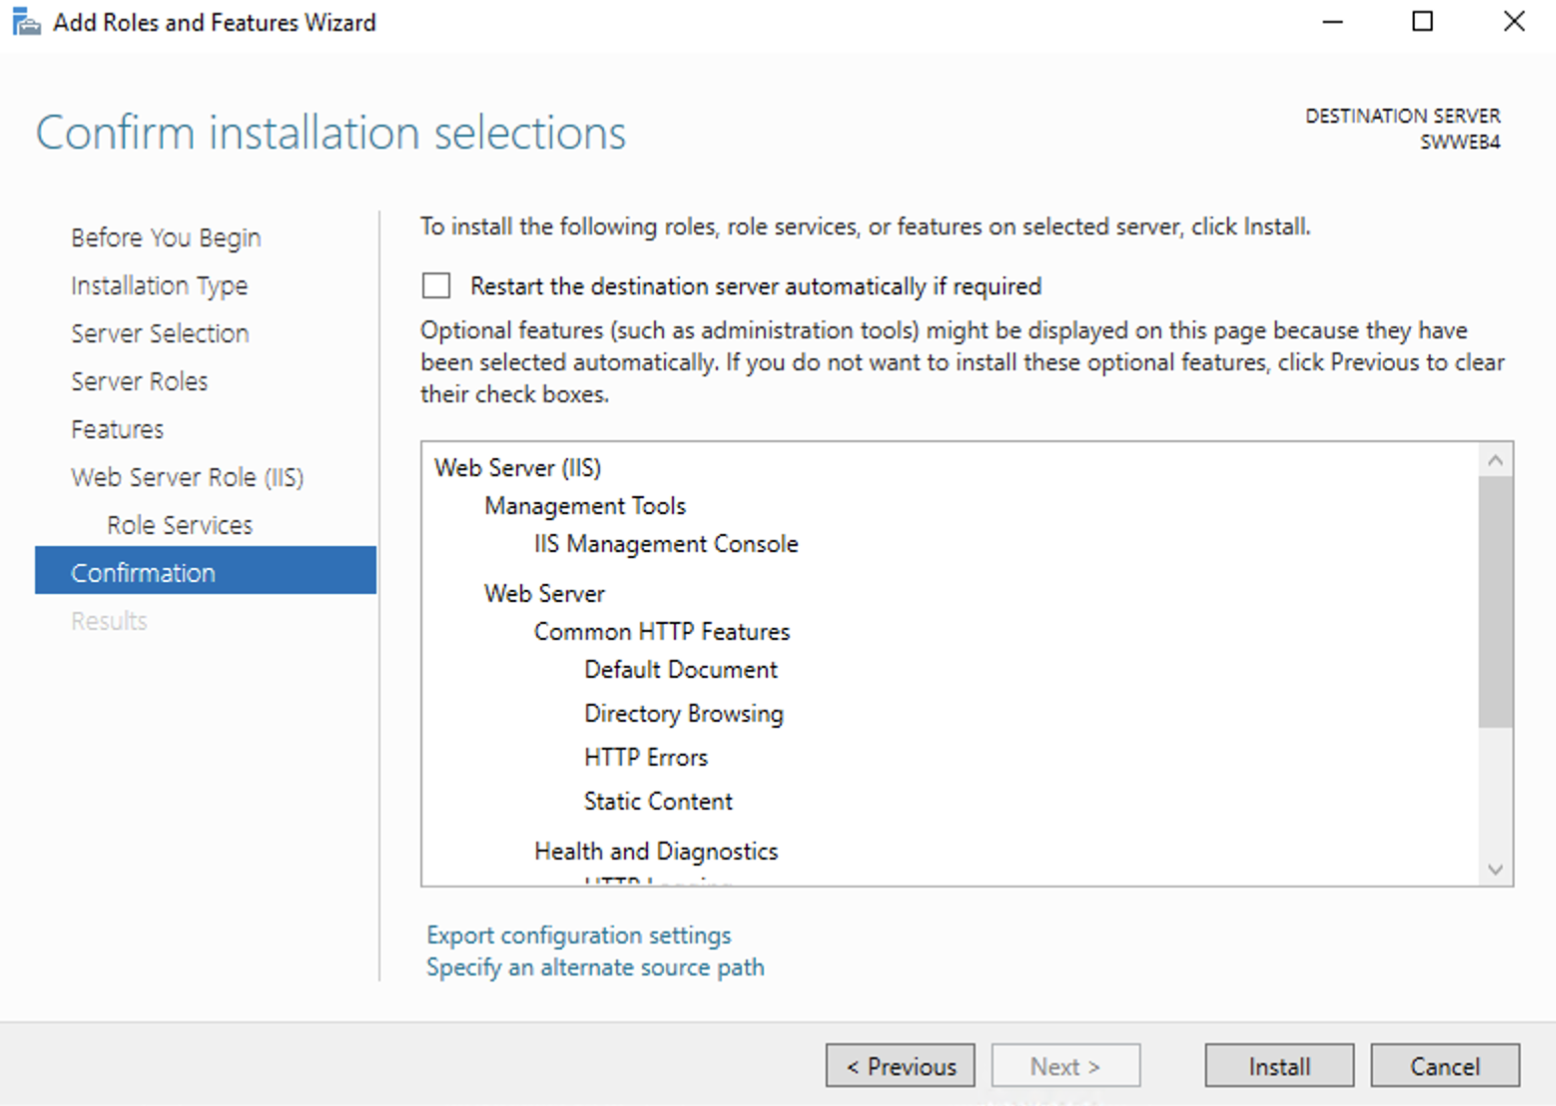 Add Roles and Features Wizard
Confirm installation selections
DESTINATION SERVER
SWWEB4
Before You Begin
Installation Type
Server Selection
Server Roles
Features
Web Server Role (IIS)
Role Services
Confirmation
Results
To install the following roles, role services, or features on selected server, click Install.
Restart the destination server automatically if required
Optional features (such as administration tools) might be displayed on this page because they have
been selected automatically. If you do not want to install these optional features, click Previous to clear
their check boxes.
Web Server (IIS)
Management Tools
IIS Management Console
Web Server
Common HTTP Features
Default Document
Directory Browsing
HTTP Errors
Static Content
Health and Diagnostics
HTTP Logging
Export configuration settings
Specify an alternate source path
< Previous
Next >
Install
Cancel